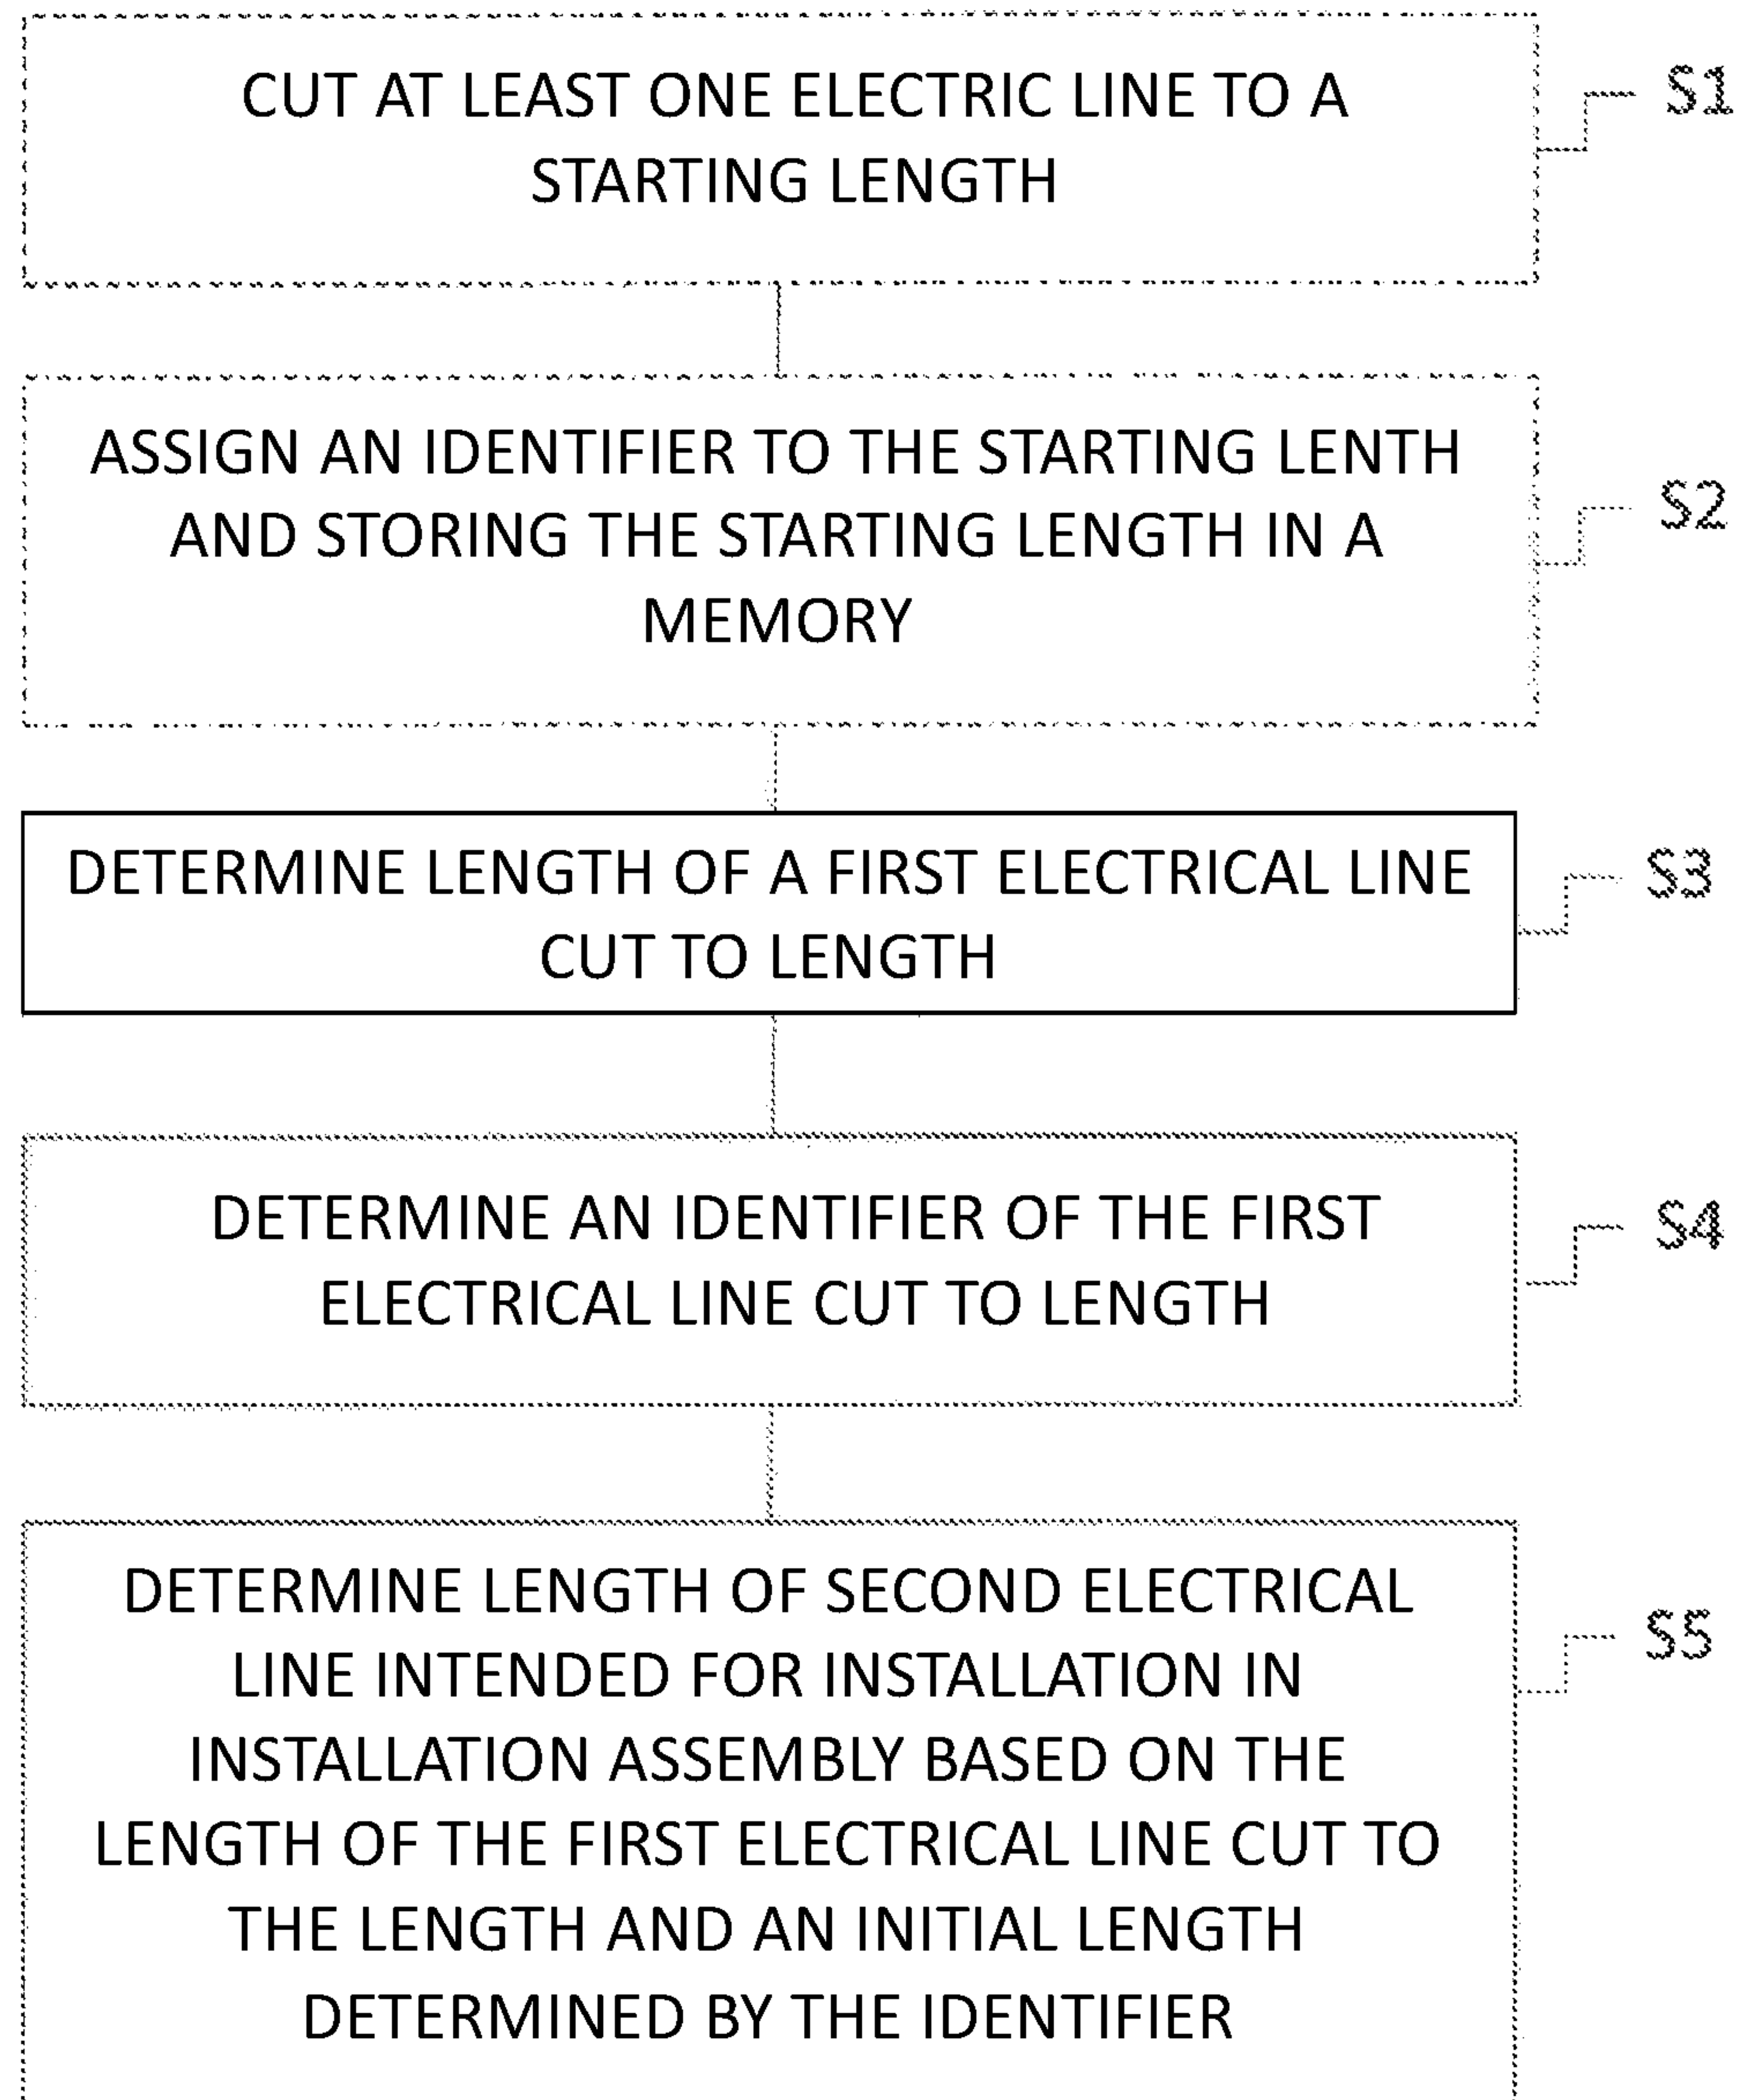 CUT AT LEAST ONE ELECTRIC LINE TO A
STARTING LENGTH
S1
ASSIGN AN IDENTIFIER TO THE STARTING LENTH
AND STORING THE STARTING LENGTH IN A
MEMORY
S2
DETERMINE LENGTH OF A FIRST ELECTRICAL LINE
CUT TO LENGTH
S3
DETERMINE AN IDENTIFIER OF THE FIRST
ELECTRICAL LINE CUT TO LENGTH
S4
DETERMINE LENGTH OF SECOND ELECTRICAL
LINE INTENDED FOR INSTALLATION IN
INSTALLATION ASSEMBLY BASED ON THE
LENGTH OF THE FIRST ELECTRICAL LINE CUT TO
THE LENGTH AND AN INITIAL LENGTH
DETERMINED BY THE IDENTIFIER
S5